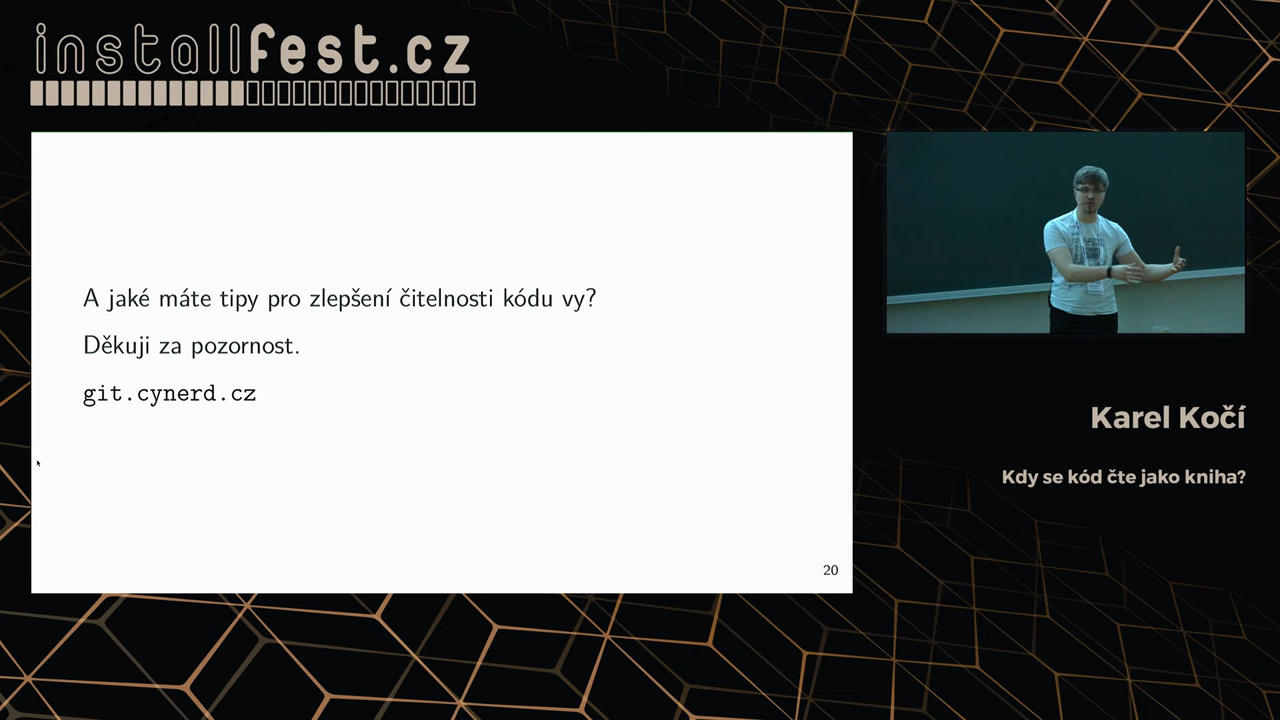 installfest.cz
A jaké máte tipy pro zlepšení čitelnosti kódu vy?
Děkuji za pozornost.
git.cynerd.cz
20
Karel Kočí
Kdy se kód čte jako kniha?